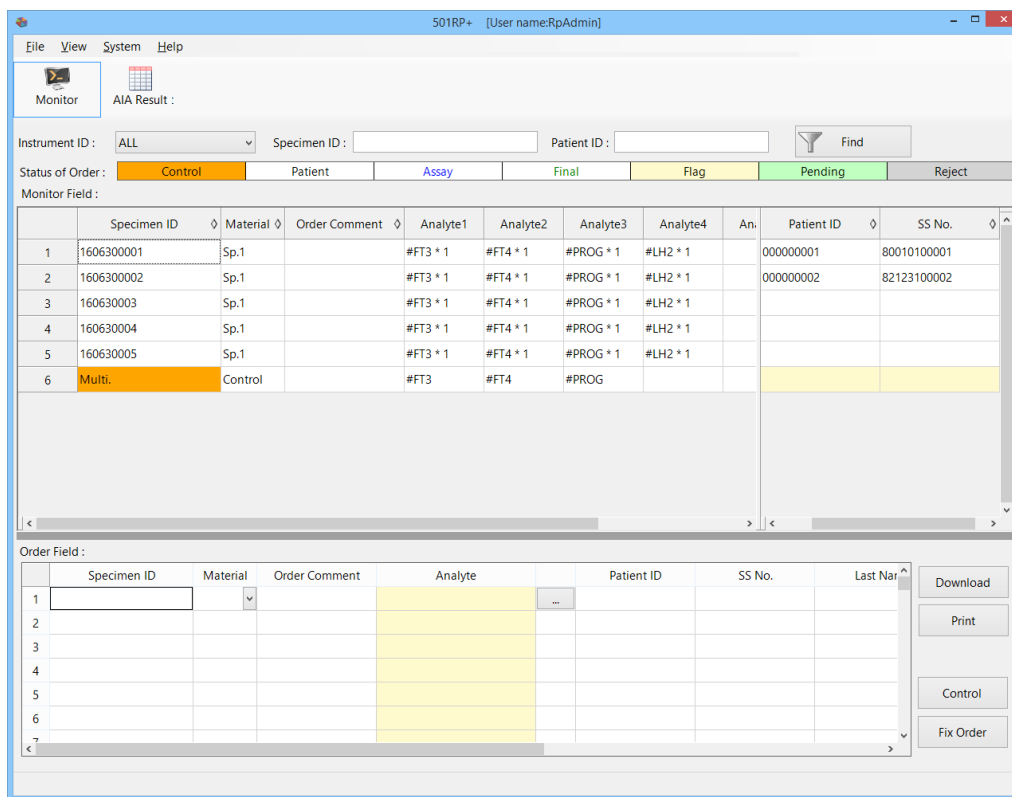 501RP+ [User name:RpAdmin]
File View System Help
Monitor AIA Result :
Instrument ID : ALL Specimen ID : Patient ID : Find
Status of Order : Control Patient Assay Final Flag Pending Reject
Monitor Field :
Specimen ID Material Order Comment Analyte1 Analyte2 Analyte3 Analyte4 An Patient ID SS No.
1 1606300001 Sp.1 #FT3 * 1 #FT4 * 1 #PROG * 1 #LH2 * 1 000000001 80010100001
2 1606300002 Sp.1 #FT3 * 1 #FT4 * 1 #PROG * 1 #LH2 * 1 000000002 82123100002
3 160630003 Sp.1 #FT3 * 1 #FT4 * 1 #PROG * 1 #LH2 * 1
4 160630004 Sp.1 #FT3 * 1 #FT4 * 1 #PROG * 1 #LH2 * 1
5 160630005 Sp.1 #FT3 * 1 #FT4 * 1 #PROG * 1 #LH2 * 1
6 Multi. Control #FT3 #FT4 #PROG
Order Field :
Specimen ID Material Order Comment Analyte Patient ID SS No. Last Nar
Download
1 ...
2
Print
3
4
5
Control
6
7
Fix Order